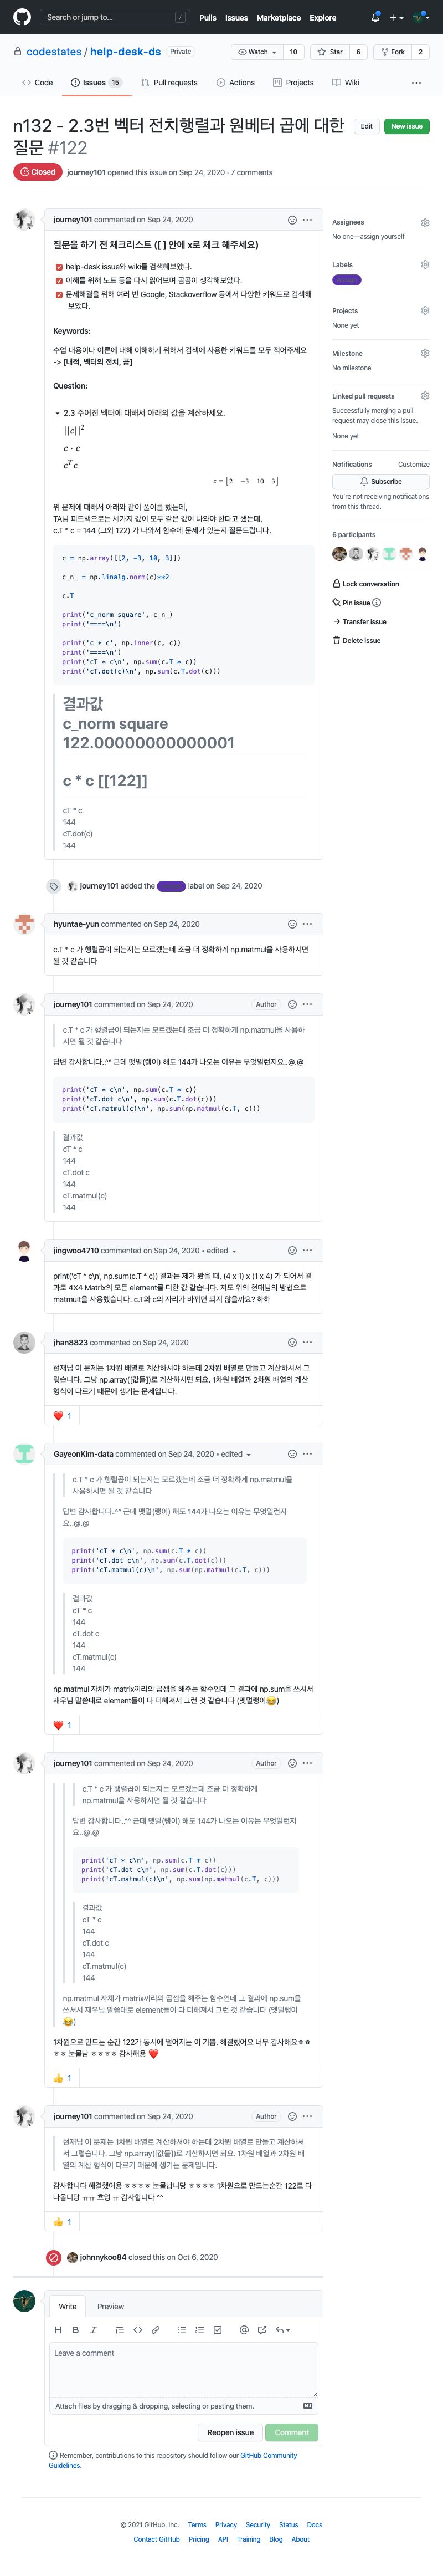 Search or jump to...
/
Pulls Issues Marketplace Explore
codestates / help-desk-ds Private
Watch 10 Star 6 Fork 2
Code Issues 15 Pull requests Actions Projects Wiki
n132 - 2.3번 벡터 전치행렬과 원베터 곱에 대한
질문 #122
Edit New issue
Closed journey101 opened this issue on Sep 24, 2020 · 7 comments
journey101 commented on Sep 24, 2020
질문을 하기 전 체크리스트 ([ ] 안에 x로 체크 해주세요)
help-desk issue와 wiki를 검색해보았다.
이해를 위해 노트 등을 다시 읽어보며 곰곰이 생각해보았다.
문제해결을 위해 여러 번 Google, Stackoverflow 등에서 다양한 키워드로 검색해
보았다.
Keywords:
수업 내용이나 이론에 대해 이해하기 위해서 검색에 사용한 키워드를 모두 적어주세요
-> [내적, 벡터의 전치, 곱]
Question:
2.3 주어진 벡터에 대해서 아래의 값을 계산하세요.
||c||²
c · c
cᵀc
c = [2 −3 10 3]
위 문제에 대해서 아래와 같이 풀이를 했는데,
TA님 피드백으로는 세가지 값이 모두 같은 값이 나와야 한다고 했는데,
c.T * c = 144 (그외 122) 가 나와서 함수에 문제가 있는지 질문드립니다.
c = np.array([[2, -3, 10, 3]])
c_n_ = np.linalg.norm(c)**2
c.T
print('c_norm square', c_n_)
print('====\n')
print('c * c', np.inner(c, c))
print('====\n')
print('cT * c\n', np.sum(c.T * c))
print('cT.dot(c)\n', np.sum(c.T.dot(c)))
결과값
c_norm square
122.00000000000001
c * c [[122]]
cT * c
144
cT.dot(c)
144
journey101 added the label on Sep 24, 2020
hyuntae-yun commented on Sep 24, 2020
c.T * c 가 행렬곱이 되는지는 모르겠는데 조금 더 정확하게 np.matmul을 사용하시면
될 것 같습니다
journey101 commented on Sep 24, 2020 Author
c.T * c 가 행렬곱이 되는지는 모르겠는데 조금 더 정확하게 np.matmul을 사용하
시면 될 것 같습니다
답변 감사합니다..^^ 근데 맷멀(랭이) 해도 144가 나오는 이유는 무엇일런지요..@.@
print('cT * c\n', np.sum(c.T * c))
print('cT.dot c\n', np.sum(c.T.dot(c)))
print('cT.matmul(c)\n', np.sum(np.matmul(c.T, c)))
결과값
cT * c
144
cT.dot c
144
cT.matmul(c)
144
jingwoo4710 commented on Sep 24, 2020 • edited
print('cT * c\n', np.sum(c.T * c)) 결과는 제가 봤을 때, (4 x 1) x (1 x 4) 가 되어서 결
과로 4X4 Matrix의 모든 element를 더한 값 같습니다. 저도 위의 현태님의 방법으로
matmult을 사용했습니다. c.T와 c의 자리가 바뀌면 되지 않을까요? 하하
jhan8823 commented on Sep 24, 2020
현재님 이 문제는 1차원 배열로 계산하셔야 하는데 2차원 배열로 만들고 계산하셔서 그
렇습니다. 그냥 np.array([값들])로 계산하시면 되요. 1차원 배열과 2차원 배열의 계산
형식이 다르기 때문에 생기는 문제입니다.
❤️ 1
GayeonKim-data commented on Sep 24, 2020 • edited
c.T * c 가 행렬곱이 되는지는 모르겠는데 조금 더 정확하게 np.matmul을
사용하시면 될 것 같습니다
답변 감사합니다..^^ 근데 맷멀(랭이) 해도 144가 나오는 이유는 무엇일런지
요..@.@
print('cT * c\n', np.sum(c.T * c))
print('cT.dot c\n', np.sum(c.T.dot(c)))
print('cT.matmul(c)\n', np.sum(np.matmul(c.T, c)))
결과값
cT * c
144
cT.dot c
144
cT.matmul(c)
144
np.matmul 자체가 matrix끼리의 곱셈을 해주는 함수인데 그 결과에 np.sum을 쓰셔서
재우님 말씀대로 element들이 다 더해져서 그런 것 같습니다 (멧멀랭이😂)
❤️ 1
journey101 commented on Sep 24, 2020 Author
c.T * c 가 행렬곱이 되는지는 모르겠는데 조금 더 정확하게
np.matmul을 사용하시면 될 것 같습니다
답변 감사합니다..^^ 근데 맷멀(랭이) 해도 144가 나오는 이유는 무엇일런지
요..@.@
print('cT * c\n', np.sum(c.T * c))
print('cT.dot c\n', np.sum(c.T.dot(c)))
print('cT.matmul(c)\n', np.sum(np.matmul(c.T, c)))
결과값
cT * c
144
cT.dot c
144
cT.matmul(c)
144
np.matmul 자체가 matrix끼리의 곱셈을 해주는 함수인데 그 결과에 np.sum을
쓰셔서 재우님 말씀대로 element들이 다 더해져서 그런 것 같습니다 (멧멀랭이
😂)
1차원으로 만드는 순간 122가 동시에 떨어지는 이 기쁨. 해결했어요 너무 감사해요ㅎㅎ
ㅎㅎ 눈물남 ㅎㅎㅎㅎ 감사해용 ❤️
👍 1
journey101 commented on Sep 24, 2020 Author
현재님 이 문제는 1차원 배열로 계산하셔야 하는데 2차원 배열로 만들고 계산하셔
서 그렇습니다. 그냥 np.array([값들])로 계산하시면 되요. 1차원 배열과 2차원 배
열의 계산 형식이 다르기 때문에 생기는 문제입니다.
감사합니다 해결했어용 ㅎㅎㅎㅎ 눈물납니당 ㅎㅎㅎㅎ 1차원으로 만드는순간 122로 다
나옵니당 ㅠㅠ 흐엉 ㅠ 감사합니다 ^^
👍 1
johnnykoo84 closed this on Oct 6, 2020
Write Preview
Leave a comment
Attach files by dragging & dropping, selecting or pasting them.
Reopen issue Comment
Remember, contributions to this repository should follow our GitHub Community
Guidelines.
Assignees
No one—assign yourself
Labels
Projects
None yet
Milestone
No milestone
Linked pull requests
Successfully merging a pull
request may close this issue.
None yet
Notifications Customize
Subscribe
You're not receiving notifications
from this thread.
6 participants
Lock conversation
Pin issue
Transfer issue
Delete issue
© 2021 GitHub, Inc. Terms Privacy Security Status Docs
Contact GitHub Pricing API Training Blog About